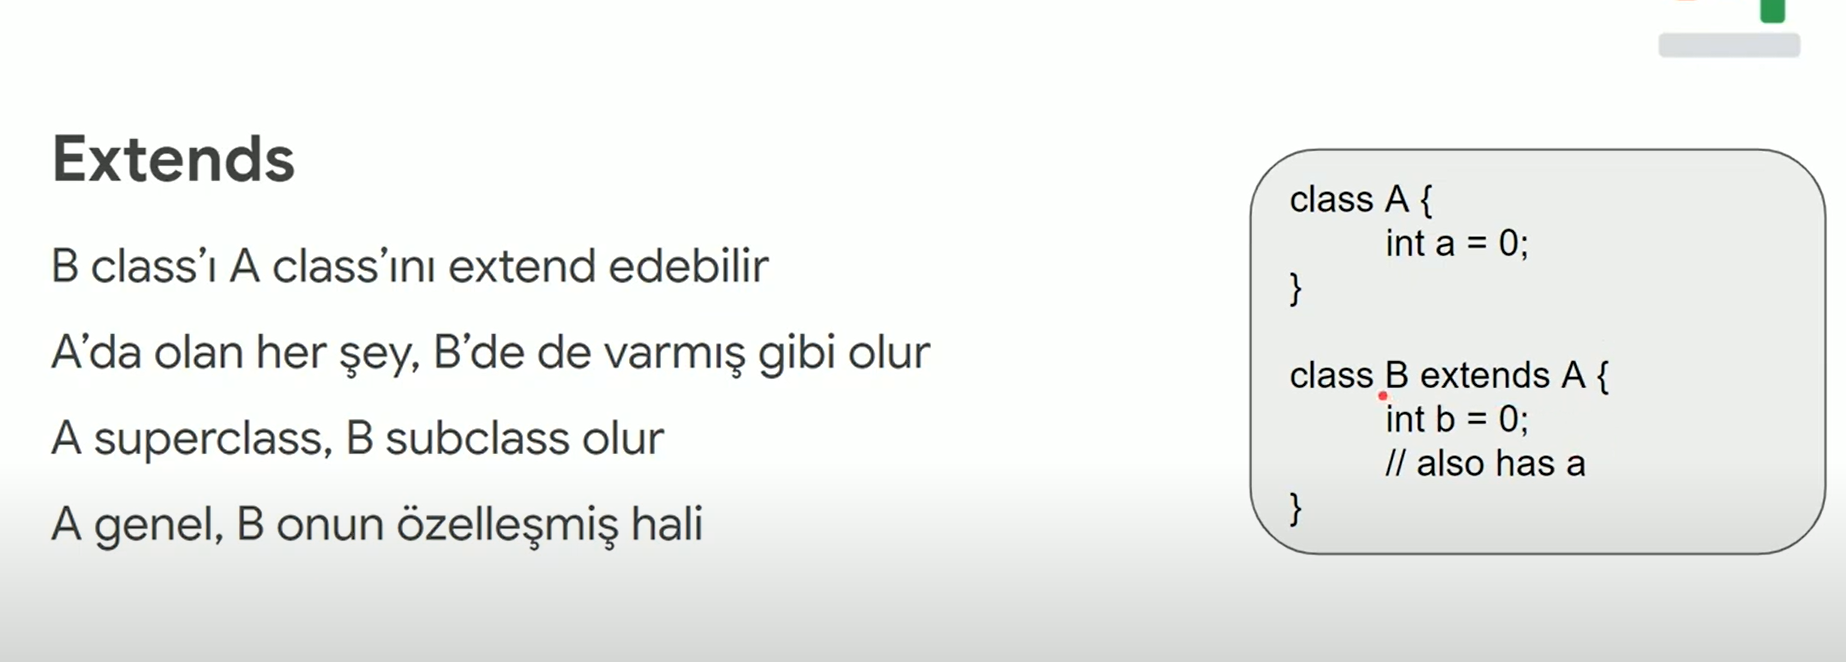 Extends
B class’ı A class’ını extend edebilir
A’da olan her şey, B’de de varmış gibi olur
A superclass, B subclass olur
A genel, B onun özelleşmiş hali
class A {
int a = 0;
}
class B extends A {
int b = 0;
// also has a
}